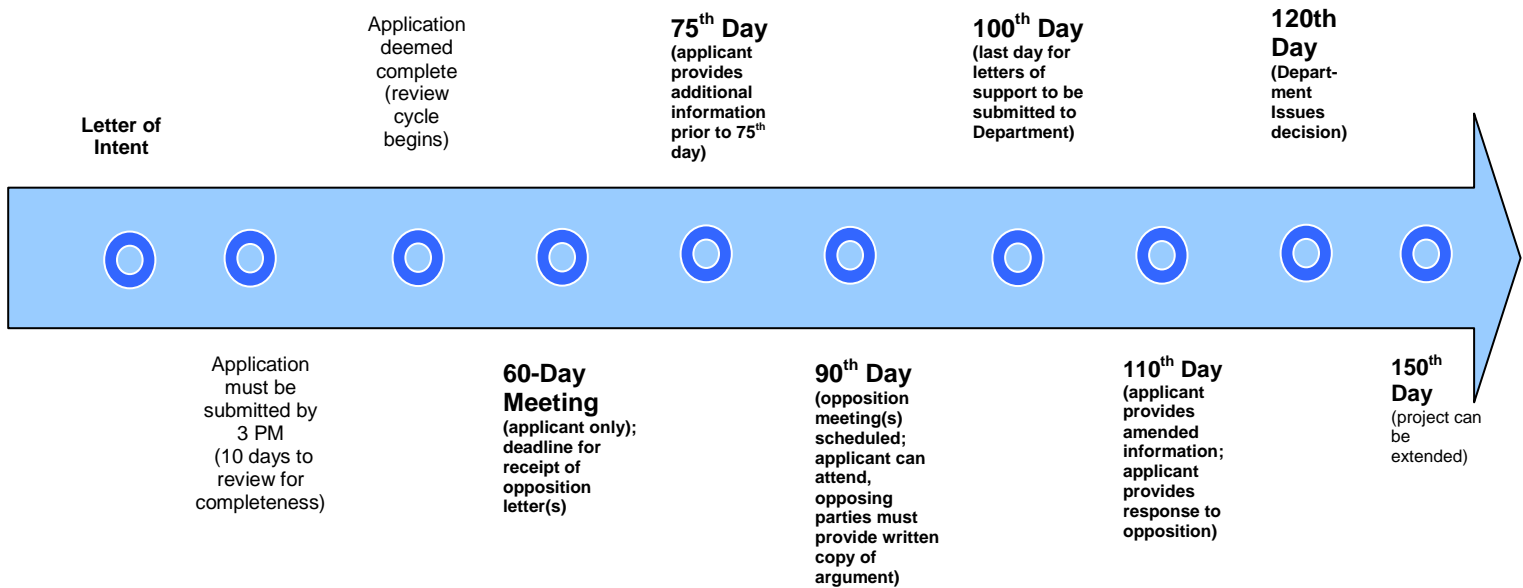 Letter of
Intent
Application
must be
submitted by
3 PM
(10 days to
review for
completeness)
Application
deemed
complete
(review
cycle
begins)
60-Day
Meeting
(applicant only);
deadline for
receipt of
opposition
letter(s)
75th Day
(applicant
provides
additional
information
prior to 75th
day)
90th Day
(opposition
meeting(s)
scheduled;
applicant can
attend,
opposing
parties must
provide written
copy of
argument)
100th Day
(last day for
letters of
support to be
submitted to
Department)
110th Day
(applicant
provides
amended
information;
applicant
provides
response to
opposition)
120th
Day
(Depart-
ment
Issues
decision)
150th
Day
(project can
be
extended)